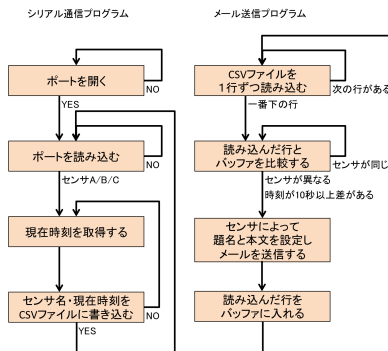 シリアル通信プログラム
ポートを開く
NO
YES
ポートを読み込む
NO
センサA/B/C
現在時刻を取得する
センサ名・現在時刻を
CSVファイルに書き込む
NO
YES
メール送信プログラム
CSVファイルを
1行ずつ読み込む
次の行がある
一番下の行
読み込んだ行と
バッファを比較する
センサが同じ
センサが異なる
時刻が10秒以上差がある
センサによって
題名と本文を設定し
メールを送信する
読み込んだ行を
バッファに入れる